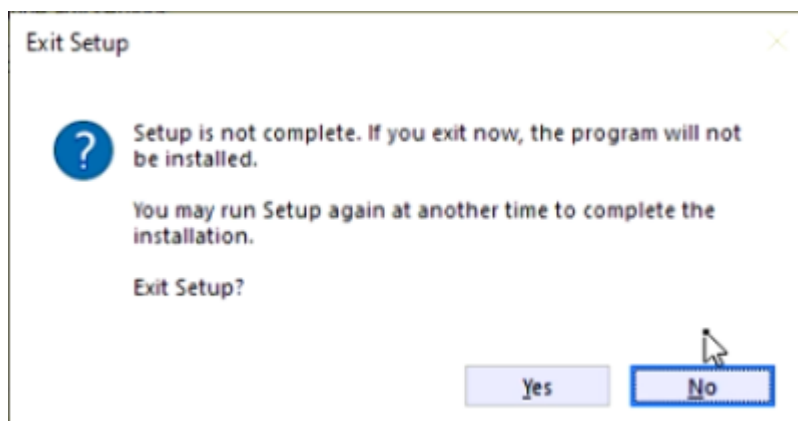 Exit Setup
Setup is not complete. If you exit now, the program will not
be installed.
You may run Setup again at another time to complete the
installation.
Exit Setup?
Yes
No